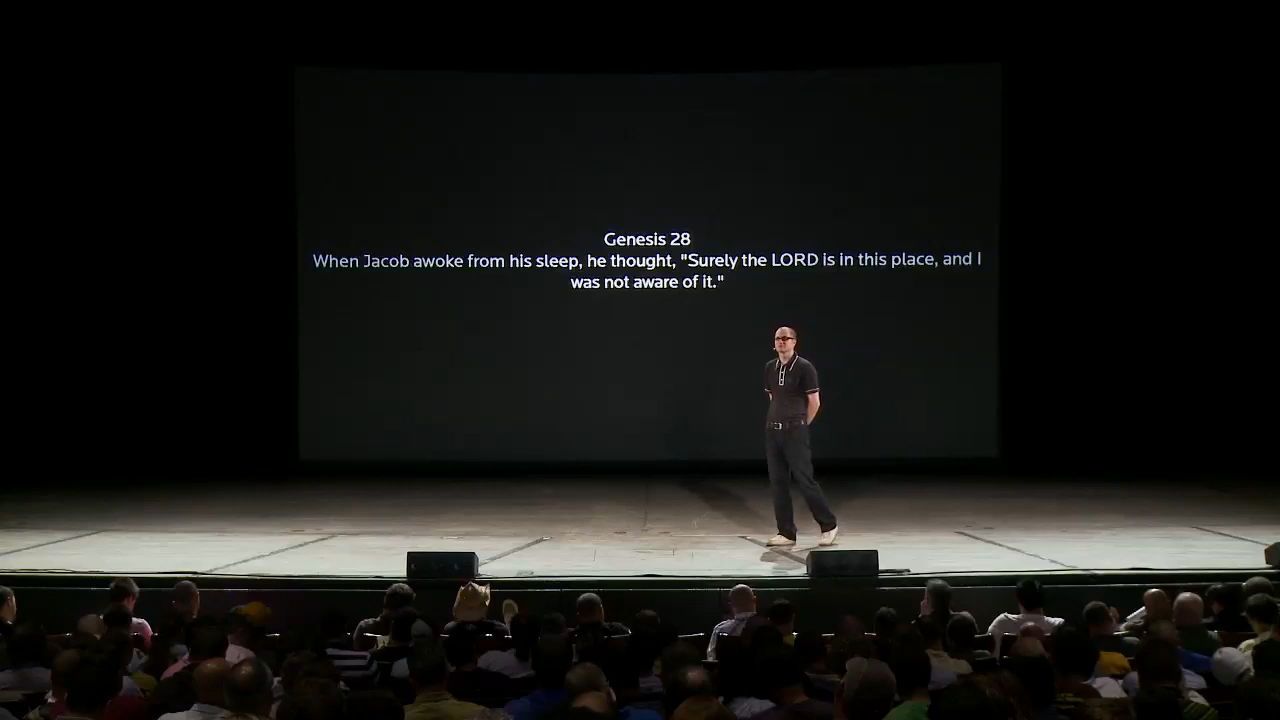 Genesis 28
When Jacob awoke from his sleep, he thought, "Surely the LORD is in this place, and I
was not aware of it."